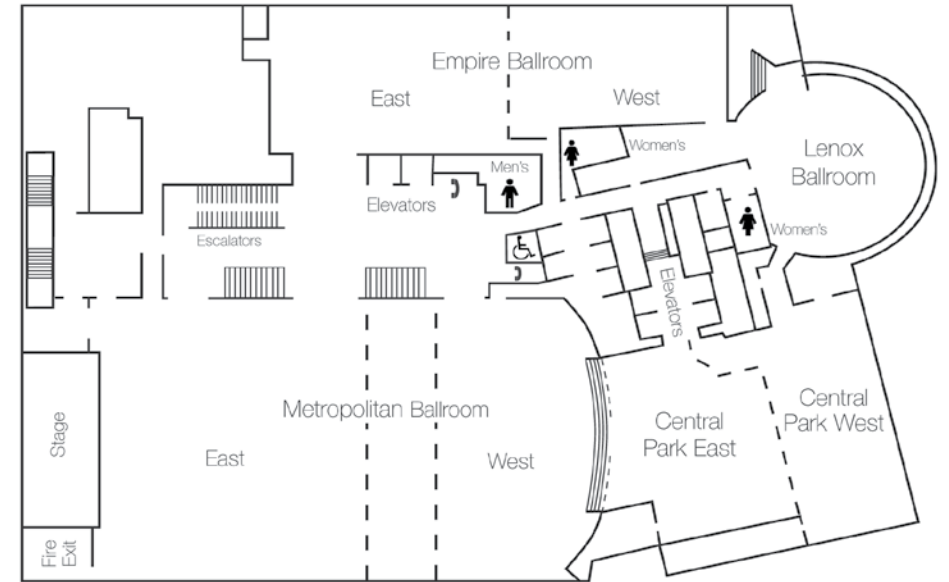 Empire Ballroom
East
West
Women's
Men's
Lenox
Ballroom
Elevators
Women's
Escalators
Elevators
Metropolitan Ballroom
East
West
Stage
Central
Park East
Central
Park West
Fire
Exit